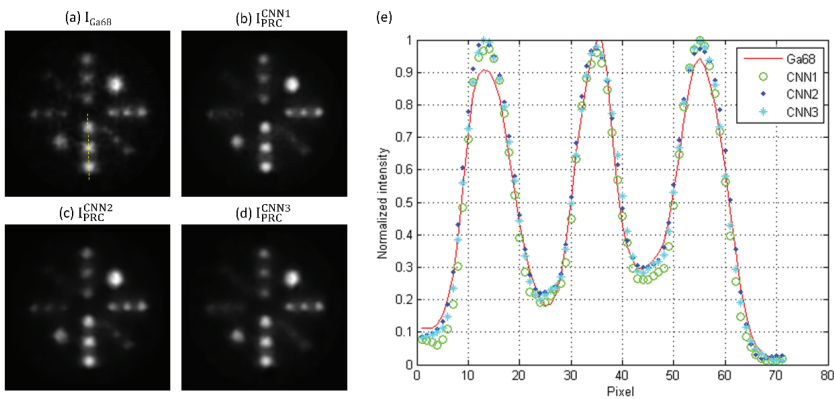 (a) I_Ga68
(b) I_PRC^CNN1
(c) I_PRC^CNN2
(d) I_PRC^CNN3
(e)
Normalized intensity
1
0.9
0.8
0.7
0.6
0.5
0.4
0.3
0.2
0.1
0
0 10 20 30 40 50 60 70 80
Pixel
Ga68
CNN1
CNN2
CNN3